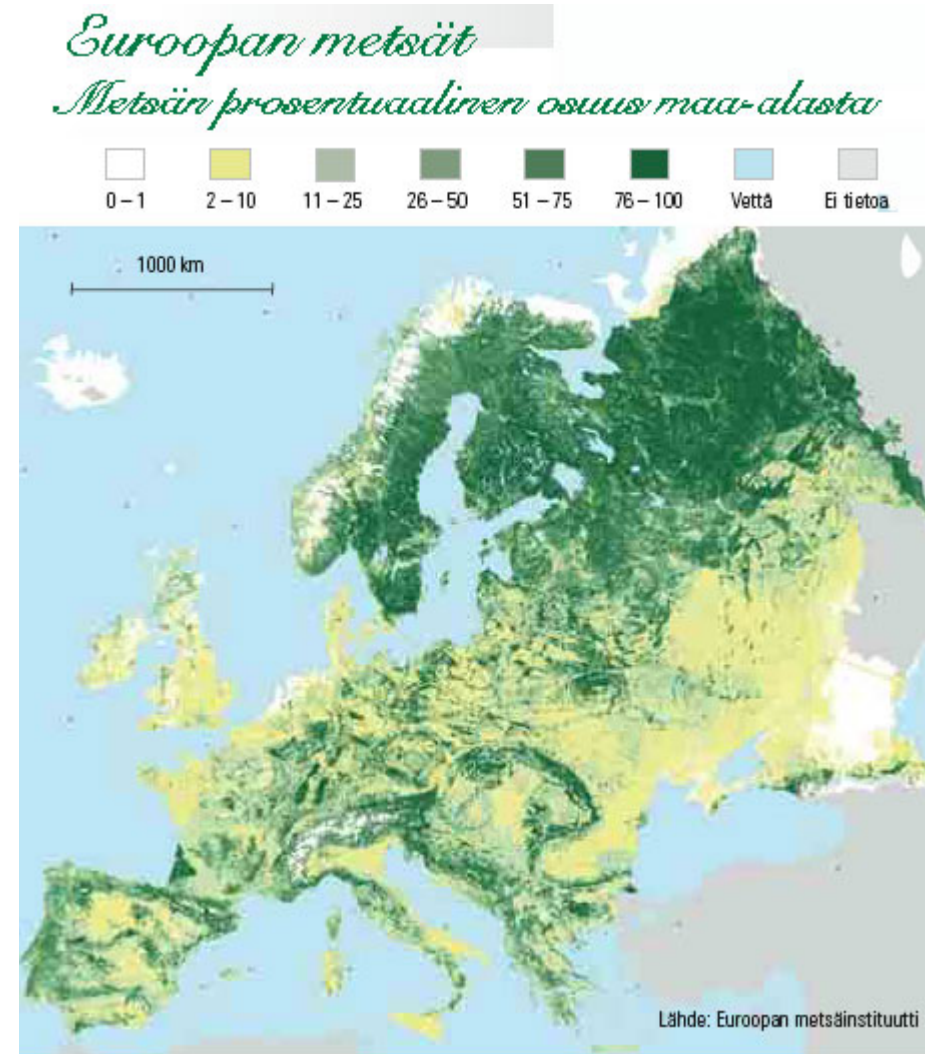 Euroopan metsät
Metsän prosentuaalinen osuus maa-alasta
0 – 1 2 – 10 11 – 25 26 – 50 51 – 75 76 – 100 Vettä Ei tietoa
1000 km
Lähde: Euroopan metsäinstituutti